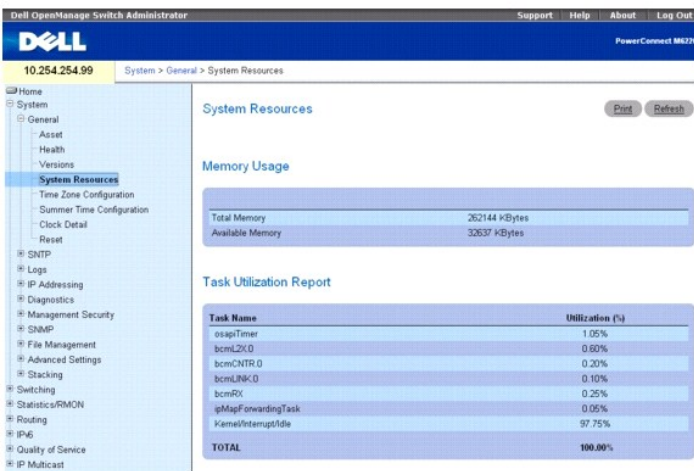 Dell OpenManage Switch Administrator
Support Help About Log Out
DELL
PowerConnect M6220
10.254.254.99
System > General > System Resources
Home
System
General
Asset
Health
Versions
System Resources
Time Zone Configuration
Summer Time Configuration
Clock Detail
Reset
SNTP
Logs
IP Addressing
Diagnostics
Management Security
SNMP
File Management
Advanced Settings
Stacking
Switching
Statistics/RMON
Routing
IPv6
Quality of Service
IP Multicast
System Resources
Print Refresh
Memory Usage
Total Memory 262144 KBytes
Available Memory 32637 KBytes
Task Utilization Report
Task Name Utilization (%)
osapiTimer 1.05%
bcmL2X.0 0.60%
bcmCNTR.0 0.20%
bcmLINK.0 0.10%
bcmRX 0.25%
ipMapForwardingTask 0.05%
Kernel/Interrupt/Idle 97.75%
TOTAL 100.00%